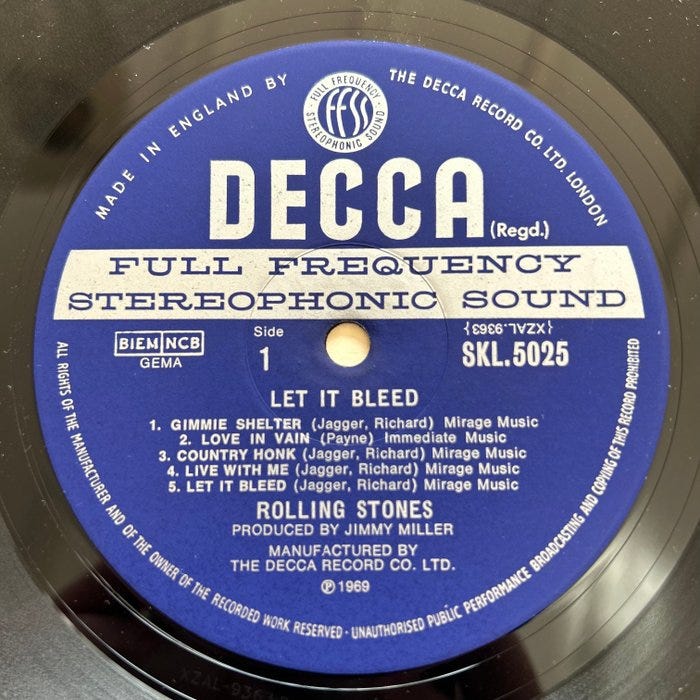 MADE IN ENGLAND BY
THE DECCA RECORD CO. LTD. LONDON
FULL FREQUENCY
ffss
STEREOPHONIC SOUND
DECCA (Regd.)
FULL FREQUENCY
STEREOPHONIC SOUND
BIEM NCB
GEMA
Side
1
{XZAL.9363}
SKL.5025
LET IT BLEED
1. GIMMIE SHELTER (Jagger, Richard) Mirage Music
2. LOVE IN VAIN (Payne) Immediate Music
3. COUNTRY HONK (Jagger, Richard) Mirage Music
4. LIVE WITH ME (Jagger, Richard) Mirage Music
5. LET IT BLEED (Jagger, Richard) Mirage Music
ROLLING STONES
PRODUCED BY JIMMY MILLER
MANUFACTURED BY
THE DECCA RECORD CO. LTD.
Ⓟ 1969
ALL RIGHTS OF THE MANUFACTURER AND OF THE OWNER OF THE RECORDED WORK RESERVED · UNAUTHORISED PUBLIC PERFORMANCE BROADCASTING AND COPYING OF THIS RECORD PROHIBITED